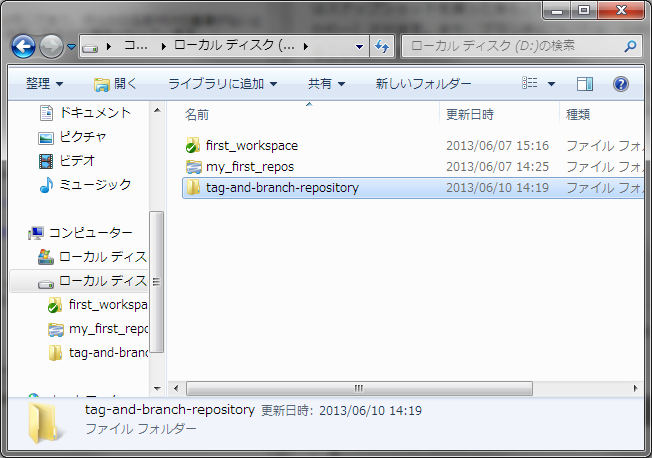 コ...
ローカル ディスク (...
ローカル ディスク (D:)の検索
整理
開く
ライブラリに追加
共有
新しいフォルダー
ドキュメント
ピクチャ
ビデオ
ミュージック
コンピューター
ローカル ディス
ローカル ディス
first_workspa
my_first_repo
tag-and-branc
名前
更新日時
種類
first_workspace
2013/06/07 15:16
ファイル フォル
my_first_repos
2013/06/07 14:25
ファイル フォル
tag-and-branch-repository
2013/06/10 14:19
ファイル フォル
tag-and-branch-repository 更新日時: 2013/06/10 14:19
ファイル フォルダー